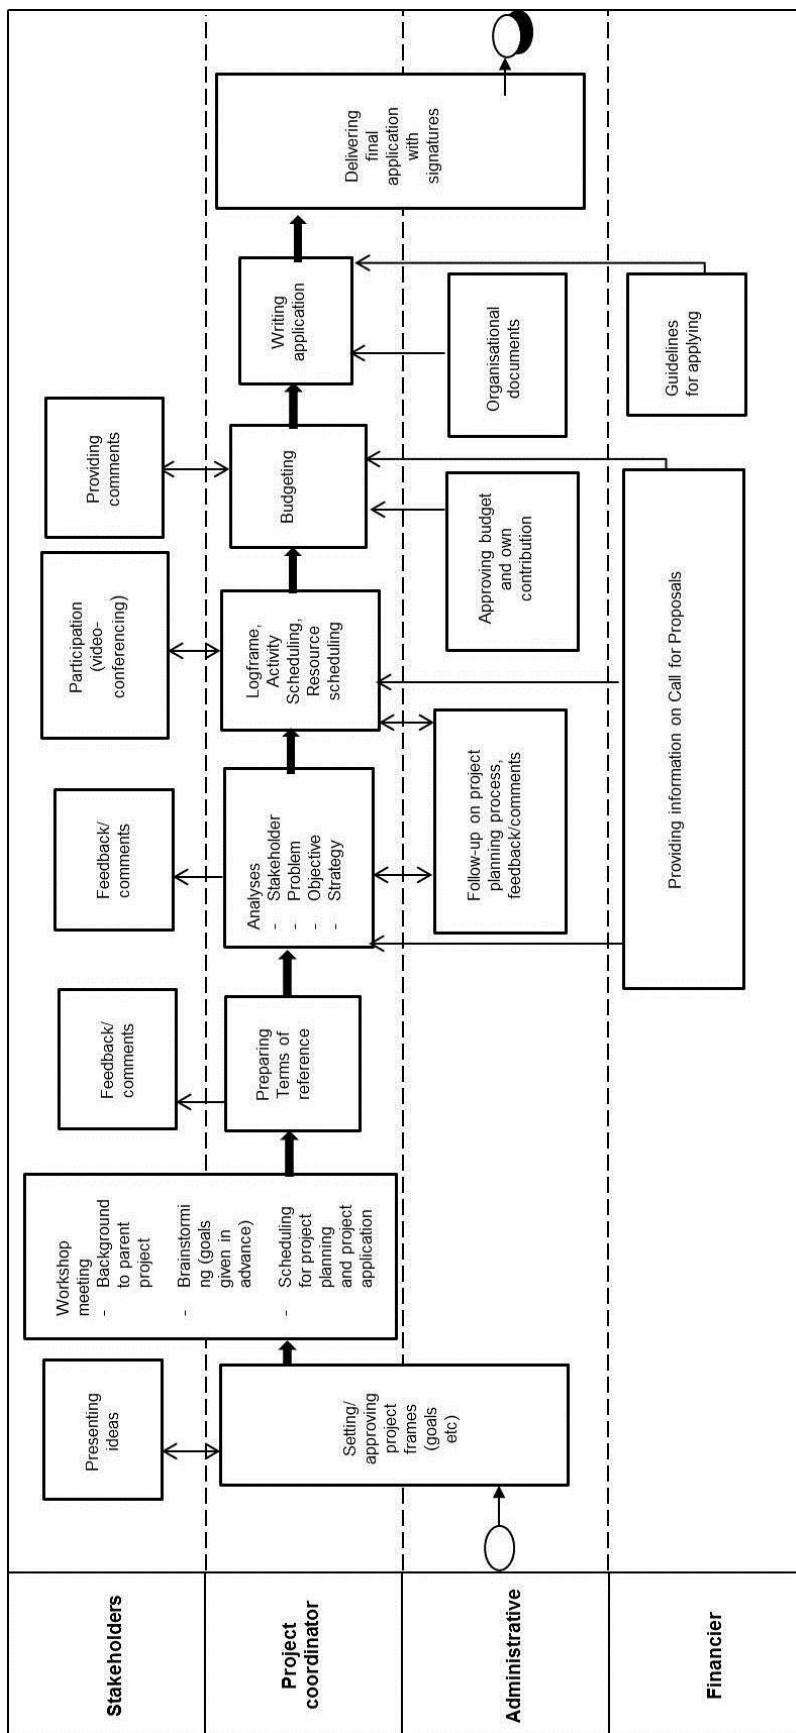 Stakeholders
Presenting
ideas
Feedback/
comments
Feedback/
comments
Participation
(video-
conferencing)
Providing
comments
Project
coordinator
Setting/
approving
project
frames
(goals
etc)
Workshop
meeting
- Background
to parent
project
- Brainstormi
ng (goals
given in
advance)
- Scheduling
for project
planning
and project
application
Preparing
Terms of
reference
Analyses
- Stakeholder
- Problem
- Objective
- Strategy
Logframe,
Activity
Scheduling,
Resource
scheduling
Budgeting
Writing
application
Delivering
final
application
with
signatures
Administrative
Follow-up on project
planning process,
feedback/comments
Approving budget
and own
contribution
Organisational
documents
Financier
Providing information on Call for Proposals
Guidelines
for applying